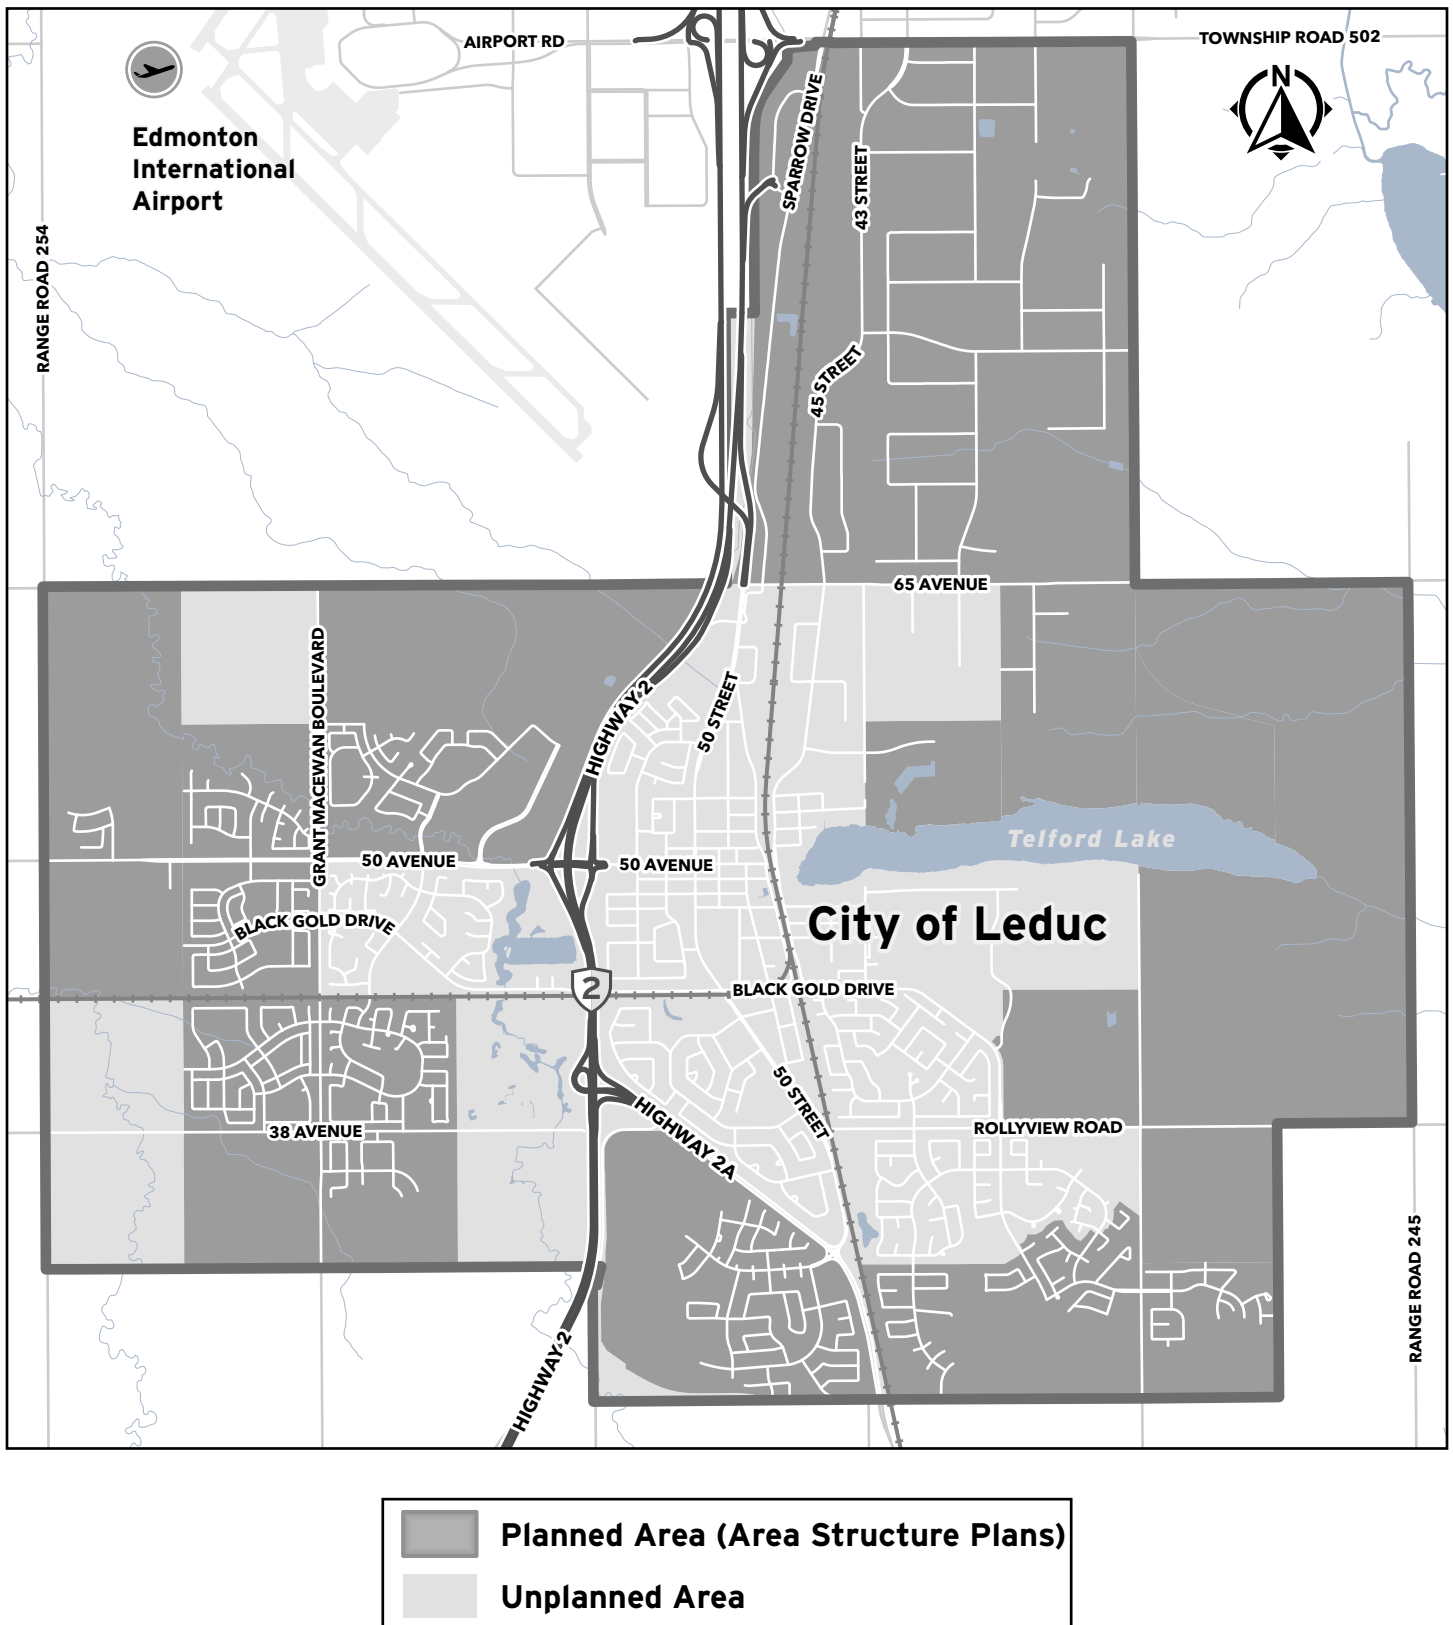 AIRPORT RD
TOWNSHIP ROAD 502
N
Edmonton
International
Airport
SPARROW DRIVE
43 STREET
RANGE ROAD 254
45 STREET
65 AVENUE
GRANT MACEWAN BOULEVARD
HIGHWAY 2
50 STREET
Telford Lake
50 AVENUE
50 AVENUE
BLACK GOLD DRIVE
City of Leduc
2
BLACK GOLD DRIVE
50 STREET
38 AVENUE
HIGHWAY 2A
ROLLYVIEW ROAD
RANGE ROAD 245
HIGHWAY 2
Planned Area (Area Structure Plans)
Unplanned Area